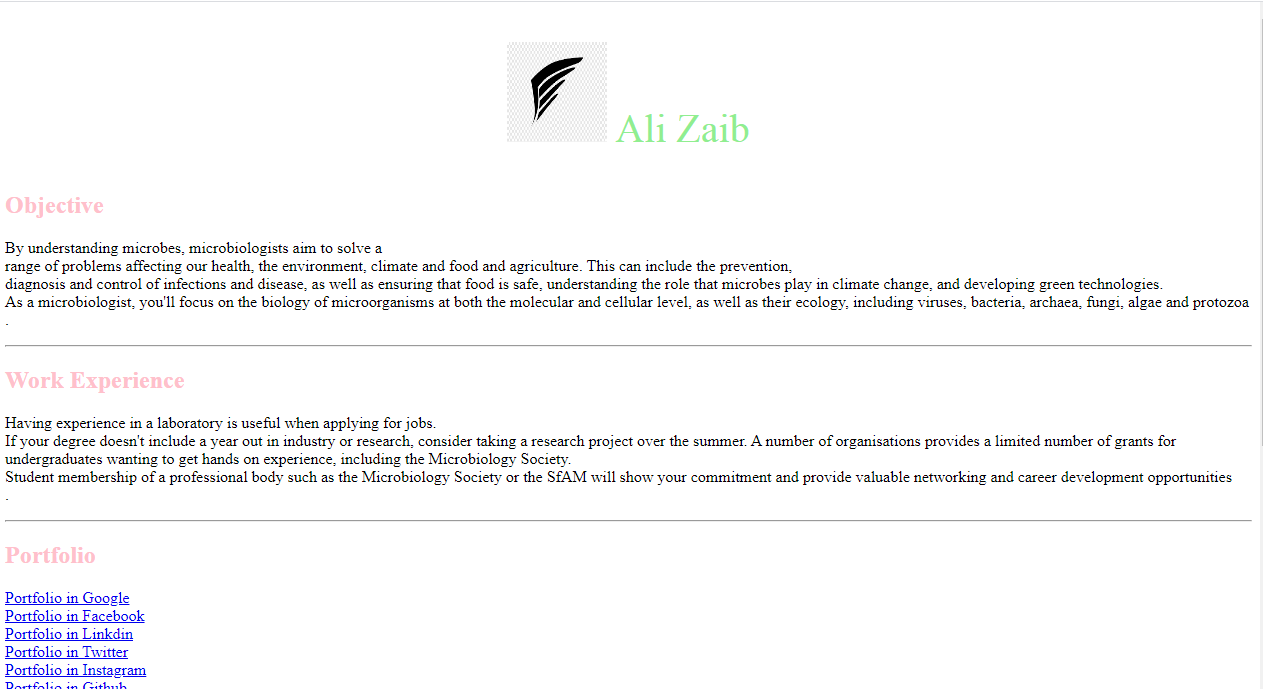 Ali Zaib
Objective
By understanding microbes, microbiologists aim to solve a
range of problems affecting our health, the environment, climate and food and agriculture. This can include the prevention,
diagnosis and control of infections and disease, as well as ensuring that food is safe, understanding the role that microbes play in climate change, and developing green technologies.
As a microbiologist, you'll focus on the biology of microorganisms at both the molecular and cellular level, as well as their ecology, including viruses, bacteria, archaea, fungi, algae and protozoa
.
Work Experience
Having experience in a laboratory is useful when applying for jobs.
If your degree doesn't include a year out in industry or research, consider taking a research project over the summer. A number of organisations provides a limited number of grants for
undergraduates wanting to get hands on experience, including the Microbiology Society.
Student membership of a professional body such as the Microbiology Society or the SfAM will show your commitment and provide valuable networking and career development opportunities
.
Portfolio
Portfolio in Google
Portfolio in Facebook
Portfolio in Linkdin
Portfolio in Twitter
Portfolio in Instagram
Portfolio in Github